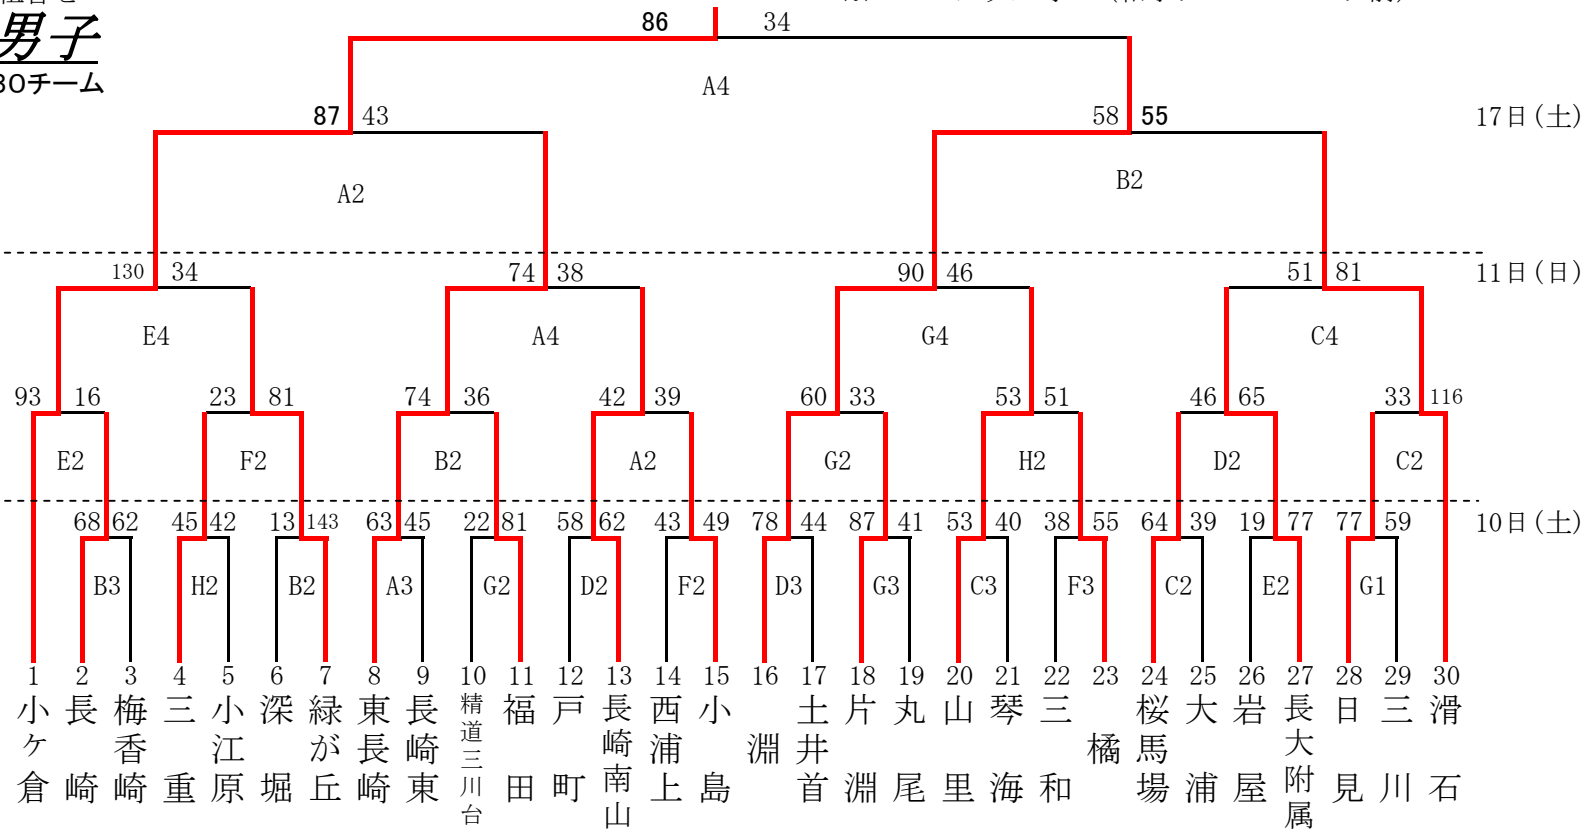 男子
30チーム
86 34
A4
87 43 58 55 17日(土)
A2 B2
130 34 74 38 90 46 51 81 11日(日)
E4 A4 G4 C4
93 16 23 81 74 36 42 39 60 33 53 51 46 65 33 116
E2 F2 B2 A2 G2 H2 D2 C2
68 62 45 42 13 143 63 45 22 81 58 62 43 49 78 44 87 41 53 40 38 55 64 39 19 77 77 59 10日(土)
B3 H2 B2 A3 G2 D2 F2 D3 G3 C3 F3 C2 E2 G1
1 2 3 4 5 6 7 8 9 10 11 12 13 14 15 16 17 18 19 20 21 22 23 24 25 26 27 28 29 30
小ケ倉
長崎
梅香崎
三重
小江原
深堀
緑が丘
東長崎
長崎東
精道三川台
福田
戸町
長崎南山
西浦上
小島
淵
土井首
片淵
丸尾
山里
琴海
三和
橘
桜馬場
大浦
岩屋
長大附属
日見
三川
滑石